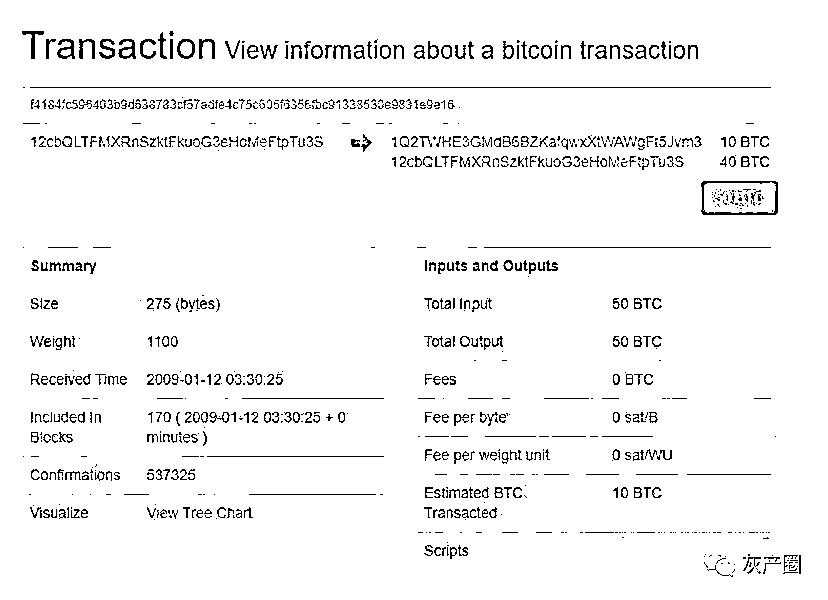 Transaction View information about a bitcoin transaction
f4184fc596403b9d638783cf57adfe4c75c605f6356fbc91338530e9831e9e16
12cbQLTFMXRnSzktFkuoG3eHoMeFtpTu3S
1Q2TWHE3GMdB6BZKafqwxXtWAWgFt5Jvm3 10 BTC
12cbQLTFMXRnSzktFkuoG3eHoMeFtpTu3S 40 BTC
Summary
Size 275 (bytes)
Weight 1100
Received Time 2009-01-12 03:30:25
Included In Blocks 170 ( 2009-01-12 03:30:25 + 0
minutes )
Confirmations 537325
Visualize View Tree Chart
Inputs and Outputs
Total Input 50 BTC
Total Output 50 BTC
Fees 0 BTC
Fee per byte 0 sat/B
Fee per weight unit 0 sat/WU
Estimated BTC 10 BTC
Transacted
Scripts
灰产圈